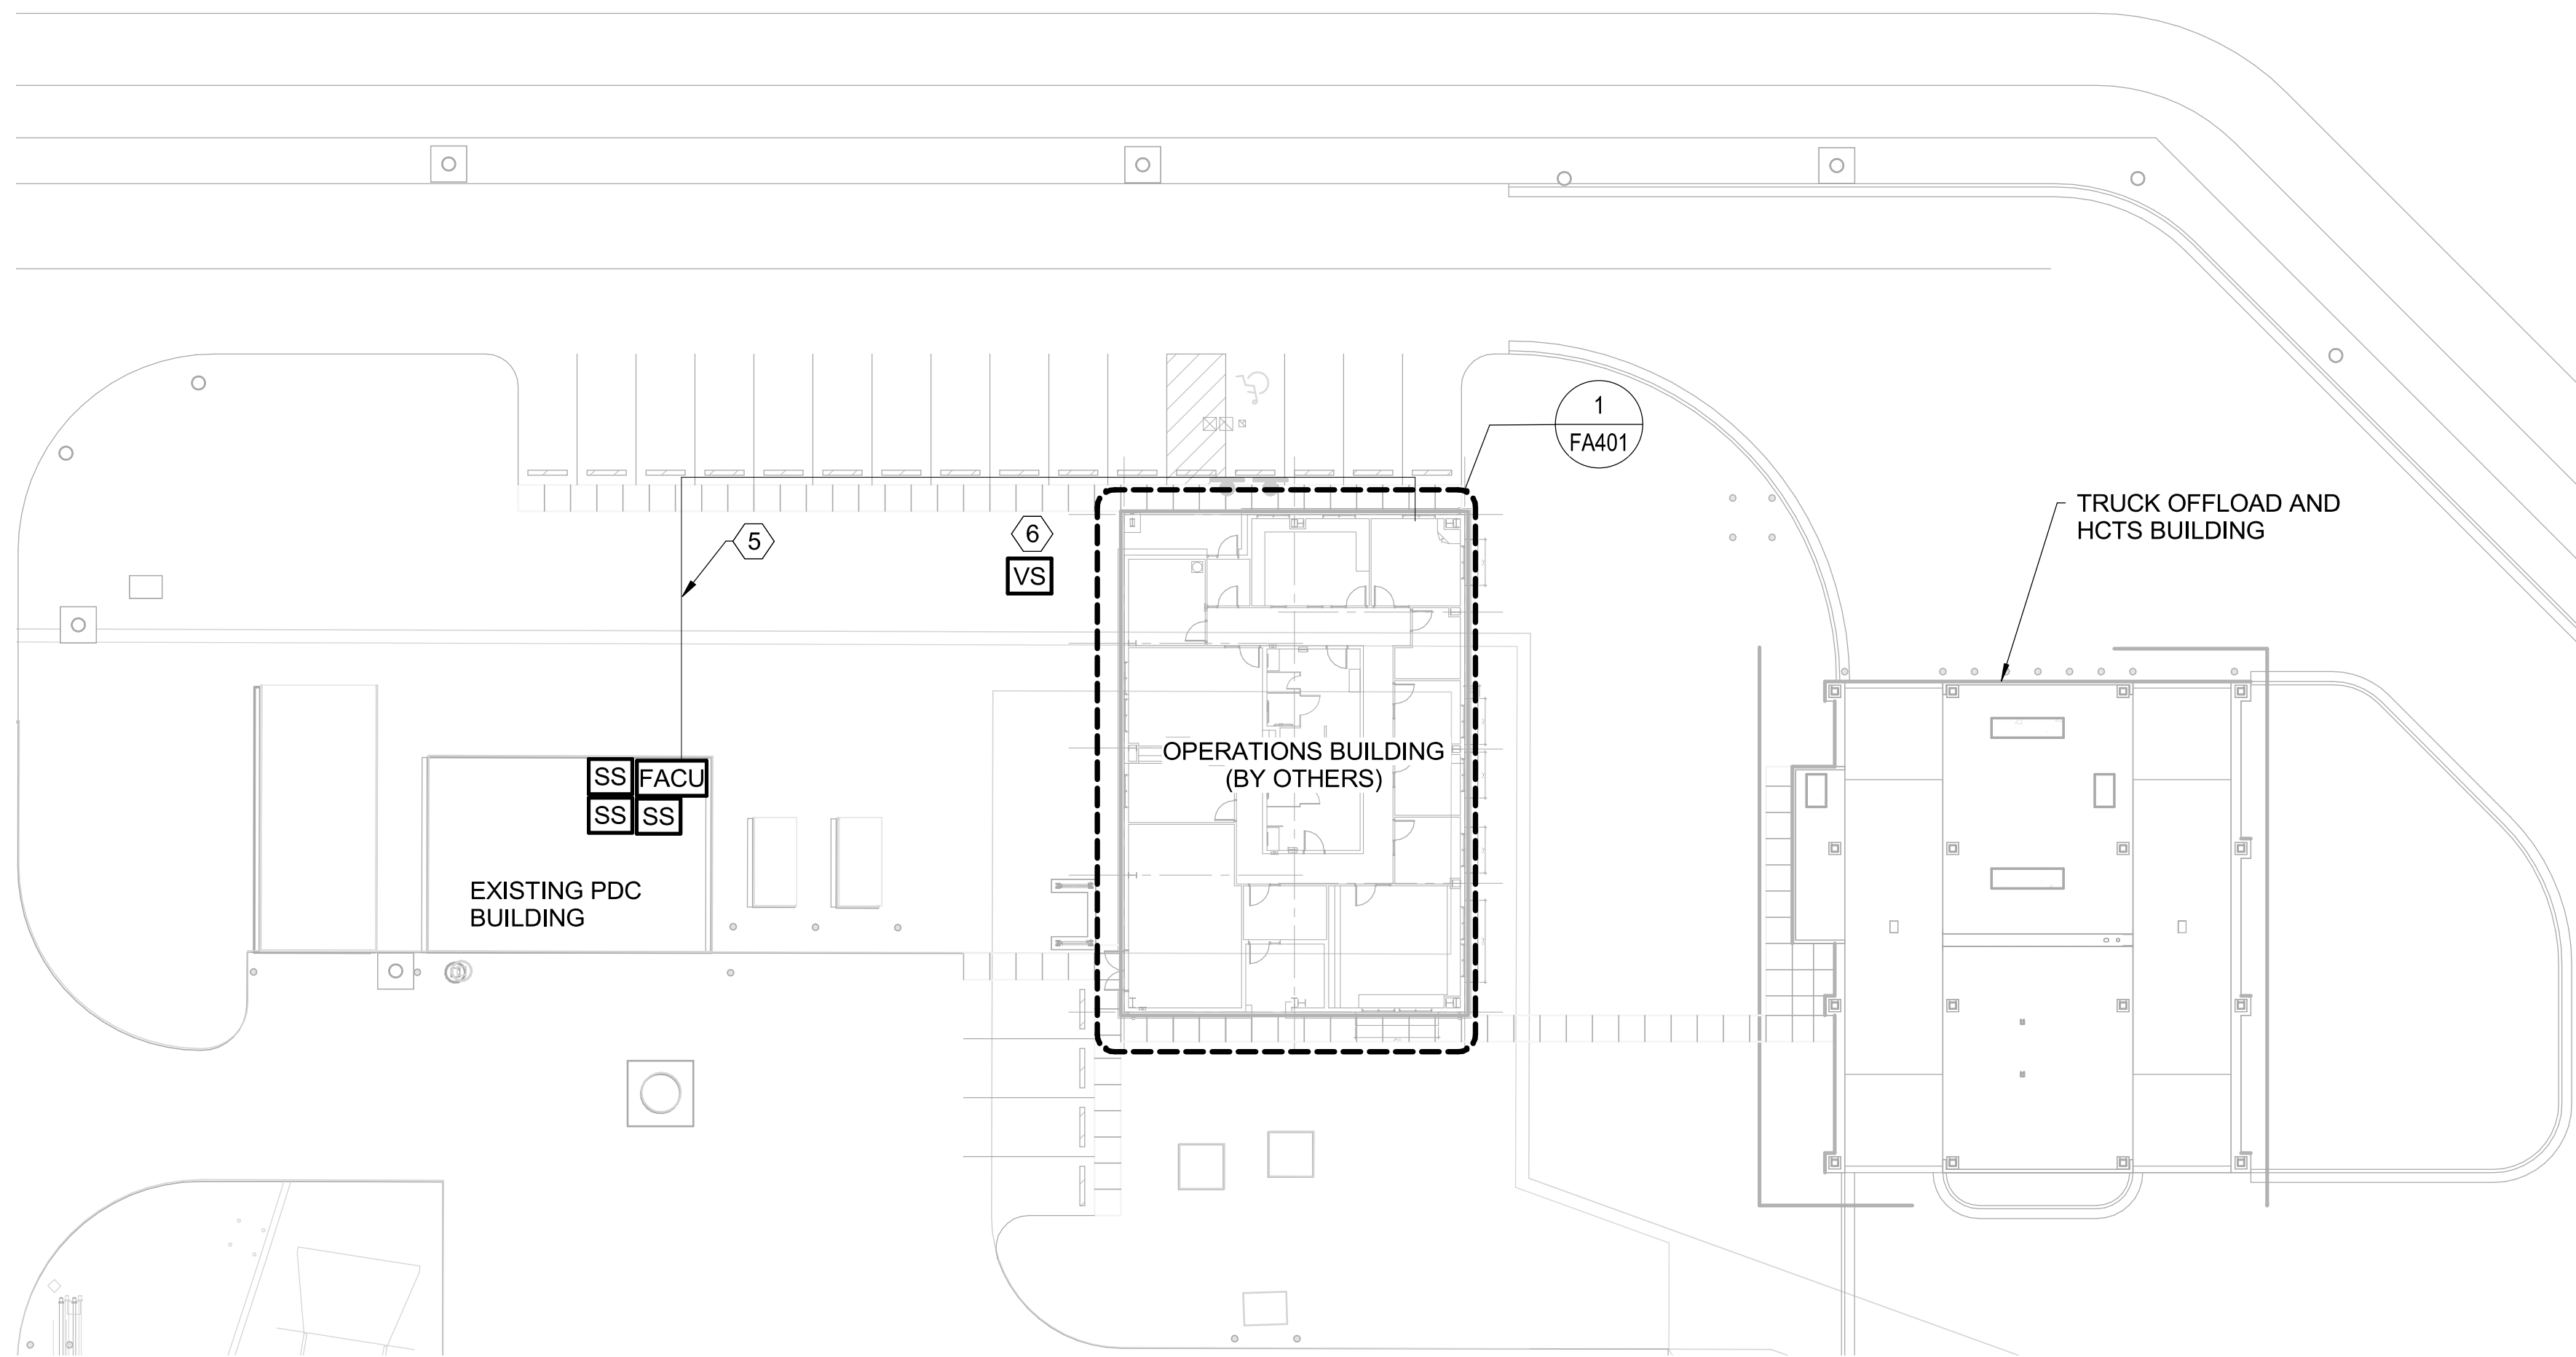 1
FA401
TRUCK OFFLOAD AND
HCTS BUILDING
5
6
VS
OPERATIONS BUILDING
(BY OTHERS)
SS FACU
SS SS
EXISTING PDC
BUILDING